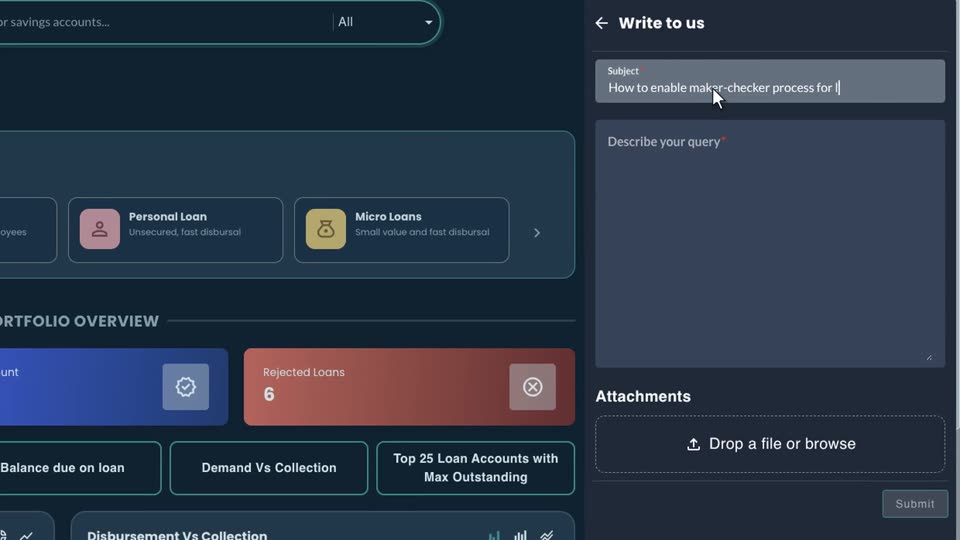 or savings accounts...
All
Personal Loan
Unsecured, fast disbursal
Micro Loans
Small value and fast disbursal
oyees
ORTFOLIO OVERVIEW
unt
Rejected Loans
6
Balance due on loan
Demand Vs Collection
Top 25 Loan Accounts with
Max Outstanding
Disbursement Vs Collection
Write to us
Subject*
How to enable maker-checker process for l
Describe your query*
Attachments
Drop a file or browse
Submit